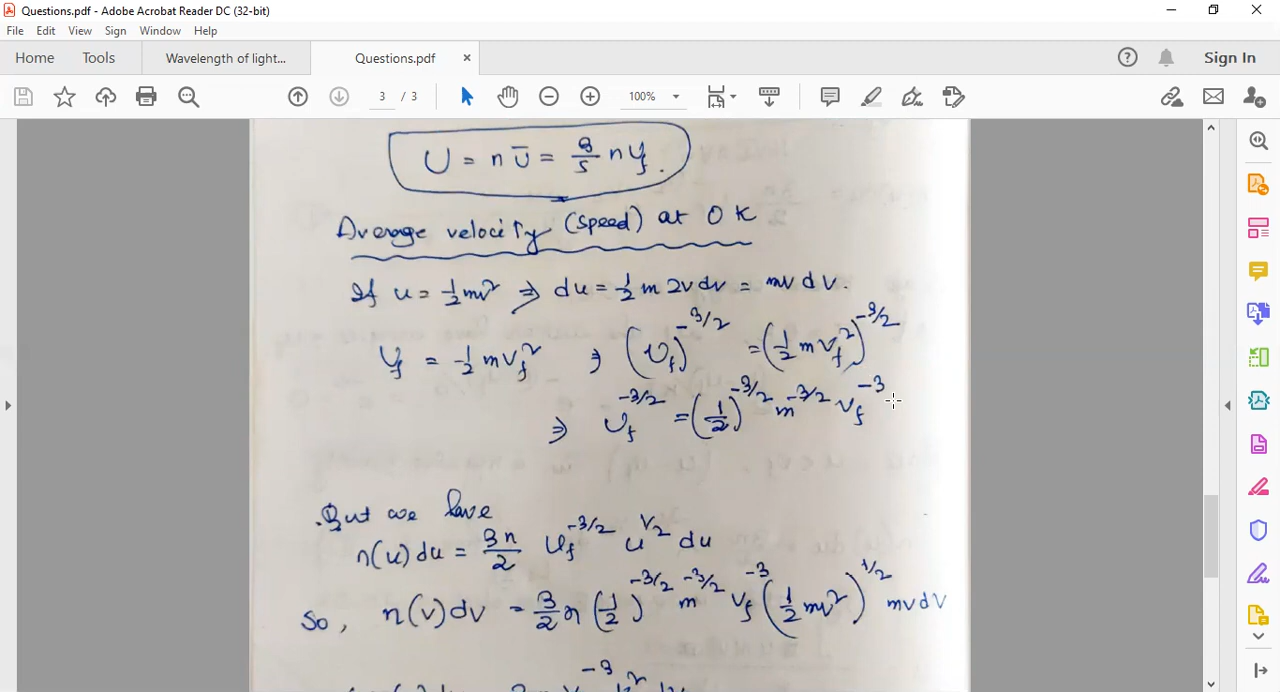 Questions.pdf - Adobe Acrobat Reader DC (32-bit)
File Edit View Sign Window Help
Home Tools Wavelength of light... Questions.pdf × Sign In
3 / 3 100%
U = n ū = 3/5 n U_f.
Average velocity (speed) at 0 K
If u = ½mv² ⇒ du = ½ m 2v dv = mv dv.
U_f = ½ m v_f² ⇒ (U_f)^(-3/2) = (½ m v_f²)^(-3/2)
⇒ U_f^(-3/2) = (½)^(-3/2) m^(-3/2) v_f^(-3)
But we have
n(u) du = 3n/2 U_f^(-3/2) u^(1/2) du
So, n(v) dv = 3/2 n (½)^(-3/2) m^(-3/2) v_f^(-3) (½ mv²)^(1/2) mv dv